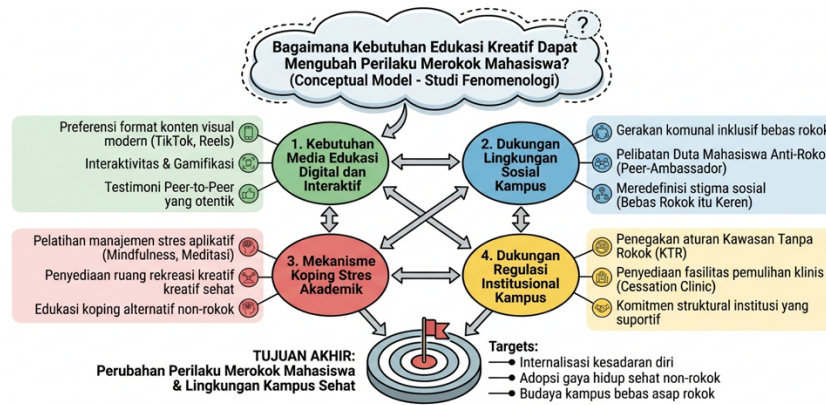 ?
Bagaimana Kebutuhan Edukasi Kreatif Dapat
Mengubah Perilaku Merokok Mahasiswa?
(Conceptual Model - Studi Fenomenologi)
Preferensi format konten visual
modern (TikTok, Reels)
Interaktivitas & Gamifikasi
Testimoni Peer-to-Peer
yang otentik
1. Kebutuhan
Media Edukasi
Digital dan
Interaktif
2. Dukungan
Lingkungan
Sosial
Kampus
Gerakan komunal inklusif bebas rokok
Pelibatan Duta Mahasiswa Anti-Roko
(Peer-Ambassador)
Meredefinisi stigma sosial
(Bebas Rokok itu Keren)
Pelatihan manajemen stres aplikatif
(Mindfulness, Meditasi)
Penyediaan ruang rekreasi kreatif
kreatif sehat
Edukasi koping alternatif non-rokok
3. Mekanisme
Koping Stres
Akademik
4. Dukungan
Regulasi
Institusional
Kampus
Penegakan aturan Kawasan Tanpa
Rokok (KTR)
Penyediaan fasilitas pemulihan klinis
(Cessation Clinic)
Komitmen struktural institusi yang
suportif
TUJUAN AKHIR:
Perubahan Perilaku Merokok Mahasiswa
& Lingkungan Kampus Sehat
Targets:
Internalisasi kesadaran diri
Adopsi gaya hidup sehat non-rokok
Budaya kampus bebas asap rokok